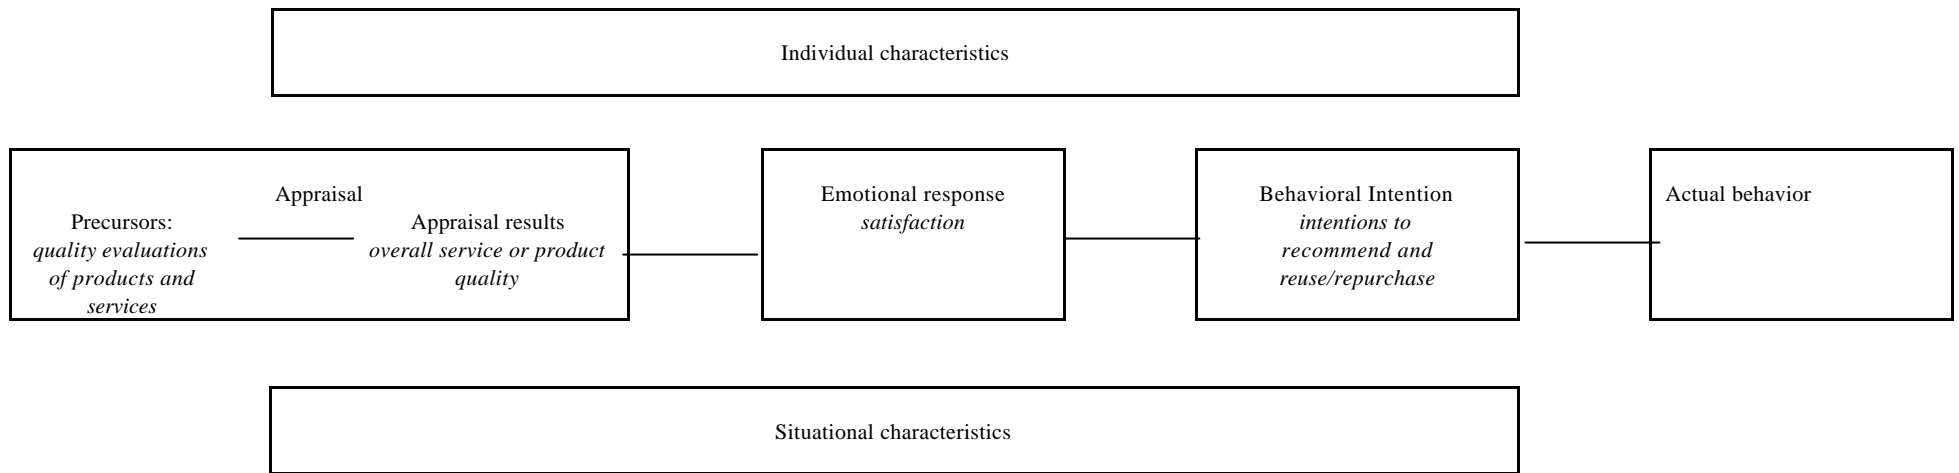 Individual characteristics
Appraisal
Precursors:
quality evaluations
of products and
services
Appraisal results
overall service or product
quality
Emotional response
satisfaction
Behavioral Intention
intentions to
recommend and
reuse/repurchase
Actual behavior
Situational characteristics